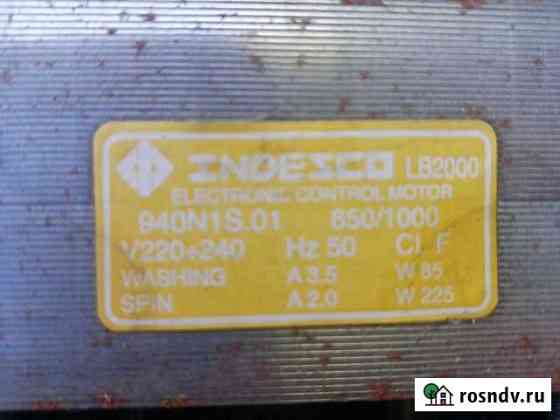 INDESCO LB2000
ELECTRONIC CONTROL MOTOR
940N1S.01 850/1000
V220÷240 Hz 50 Cl. F
WASHING A 3.5 W 85
SPIN A 2.0 W 225
rosndv.ru